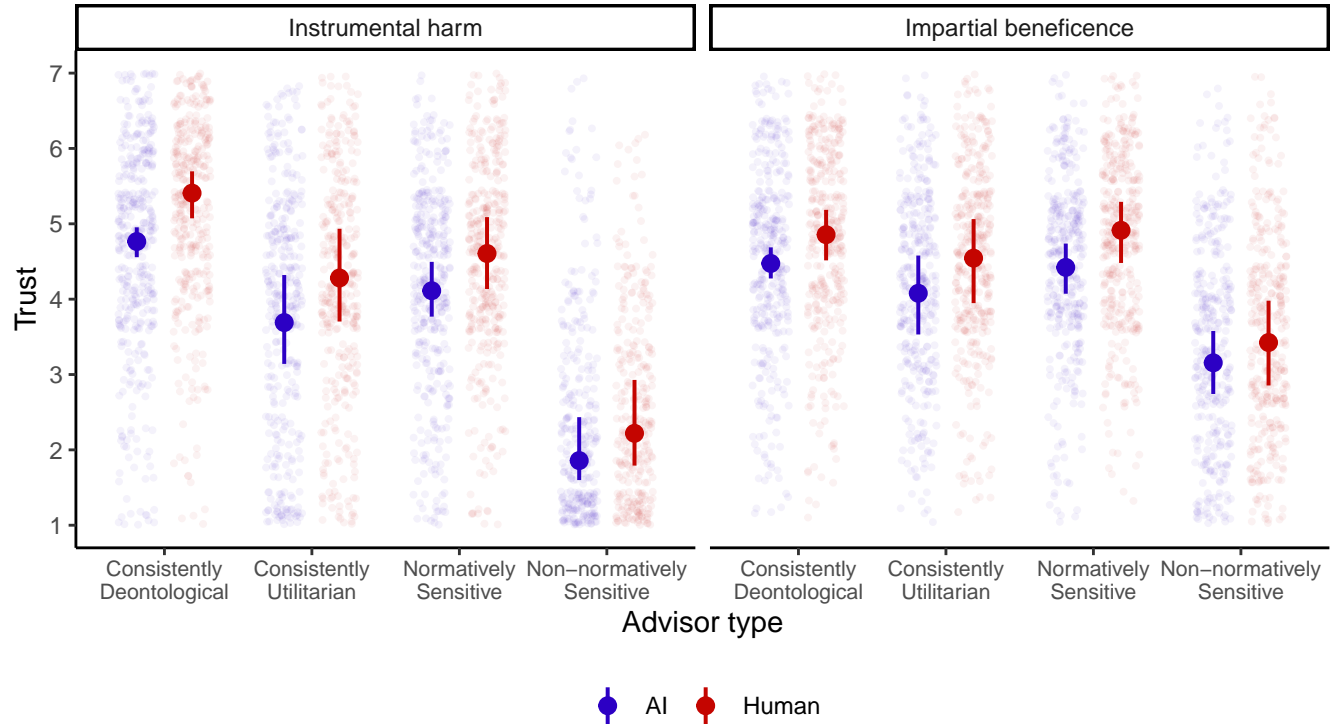 Instrumental harm
Impartial beneficence
Trust
7
6
5
4
3
2
1
Consistently
Deontological
Consistently
Utilitarian
Normatively
Sensitive
Non−normatively
Sensitive
Consistently
Deontological
Consistently
Utilitarian
Normatively
Sensitive
Non−normatively
Sensitive
Advisor type
AI
Human